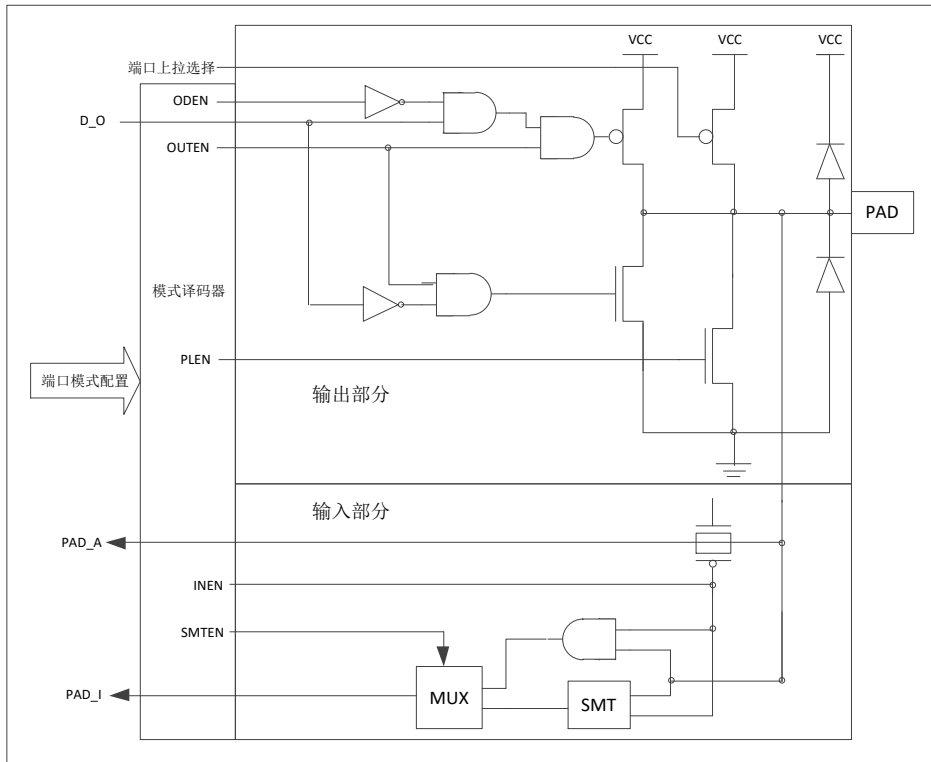 VCC
VCC
VCC
端口上拉选择
ODEN
D_O
OUTEN
PAD
模式译码器
PLEN
端口模式配置
输出部分
输入部分
PAD_A
INEN
SMTEN
PAD_I
MUX
SMT